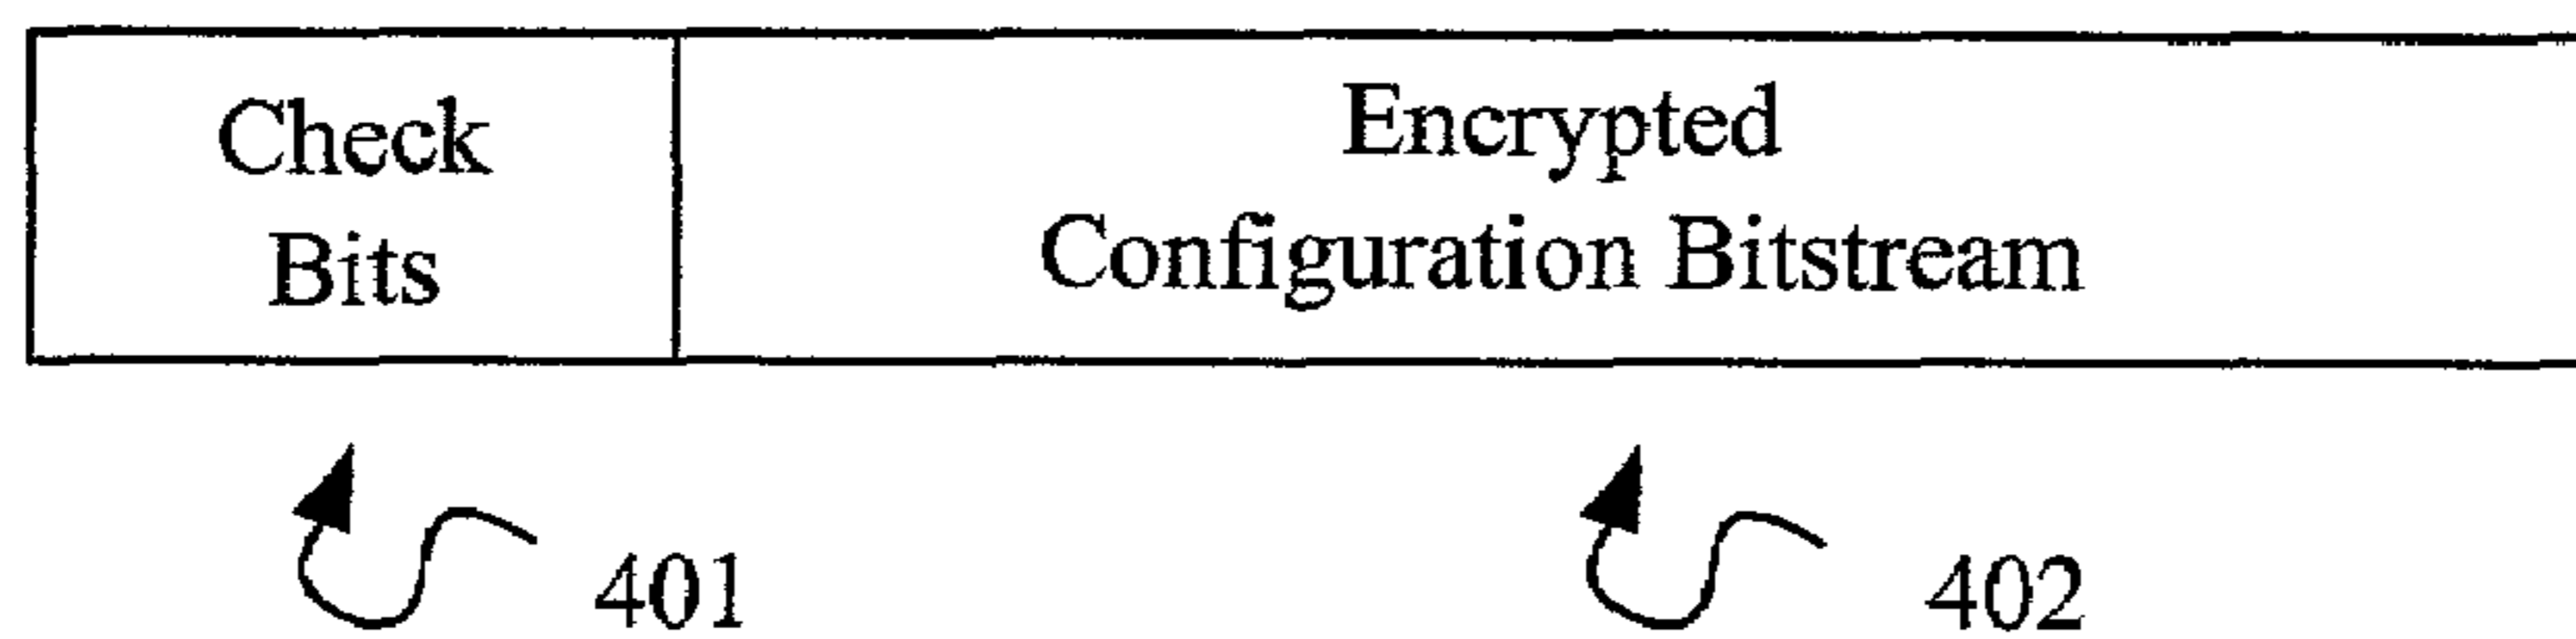 Check
Bits
Encrypted
Configuration Bitstream
401
402